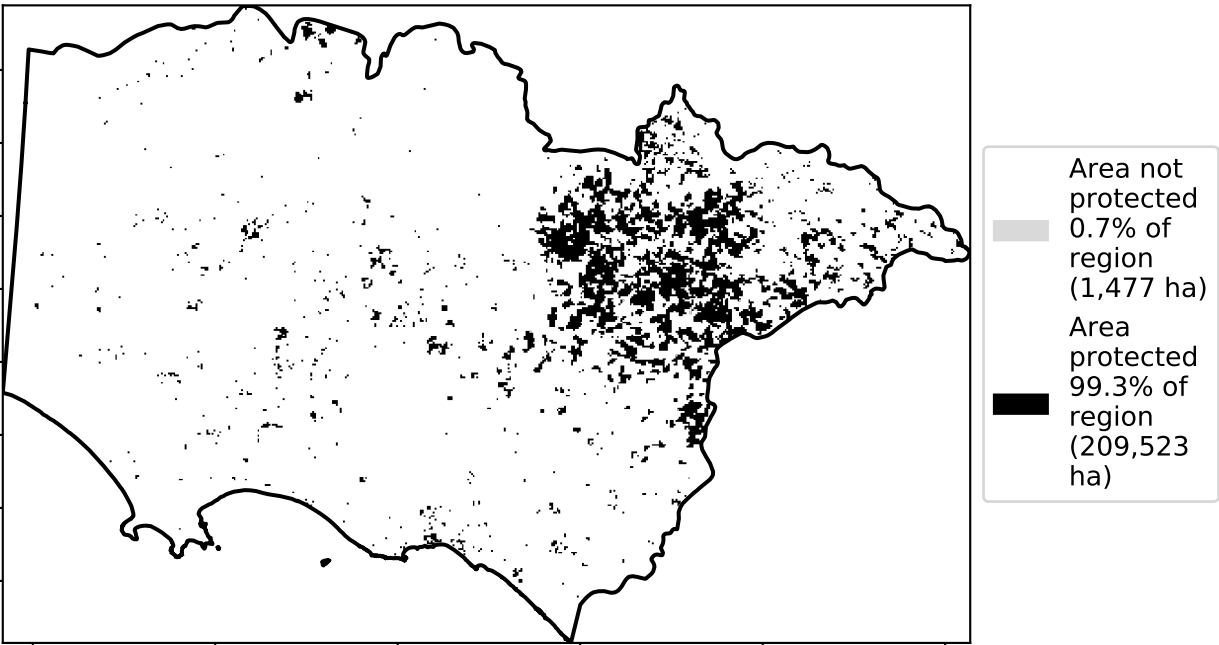 Area not
protected
0.7% of
region
(1,477 ha)
Area
protected
99.3% of
region
(209,523
ha)